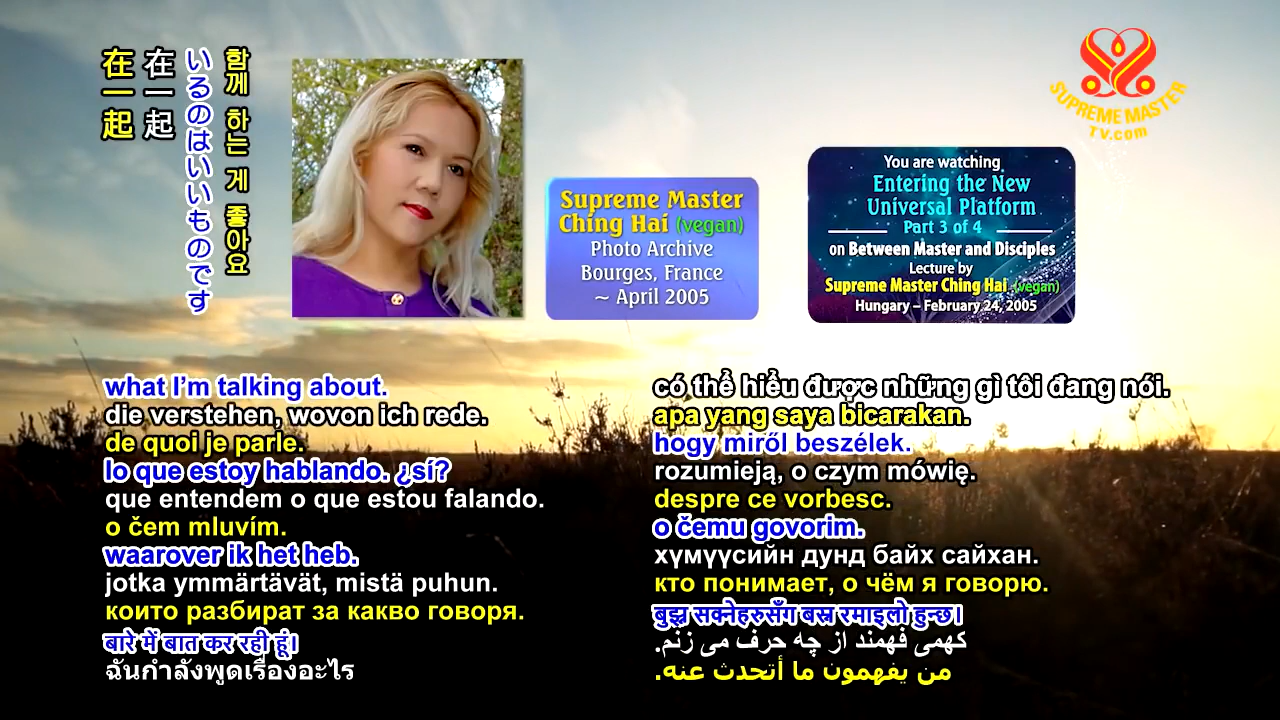 在一起
在一起
いるのはいいものです
함께 하는 게 좋아요
SUPREME MASTER
TV.com
Supreme Master
Ching Hai (vegan)
Photo Archive
Bourges, France
~ April 2005
You are watching
Entering the New
Universal Platform
Part 3 of 4
on Between Master and Disciples
Lecture by
Supreme Master Ching Hai (vegan)
Hungary – February 24, 2005
what I’m talking about.
die verstehen, wovon ich rede.
de quoi je parle.
lo que estoy hablando. ¿sí?
que entendem o que estou falando.
o čem mluvím.
waarover ik het heb.
jotka ymmärtävät, mistä puhun.
които разбират за какво говоря.
बारे में बात कर रही हूं।
ฉันกำลังพูดเรื่องอะไร
có thể hiểu được những gì tôi đang nói.
apa yang saya bicarakan.
hogy miről beszélek.
rozumieją, o czym mówię.
despre ce vorbesc.
o čemu govorim.
хүмүүсийн дунд байх сайхан.
кто понимает, о чём я говорю.
बुझ्न सक्नेहरुसँग बस्न रमाइलो हुन्छ।
کهمی فهمند از چه حرف می زنم.
من يفهمون ما أتحدث عنه.